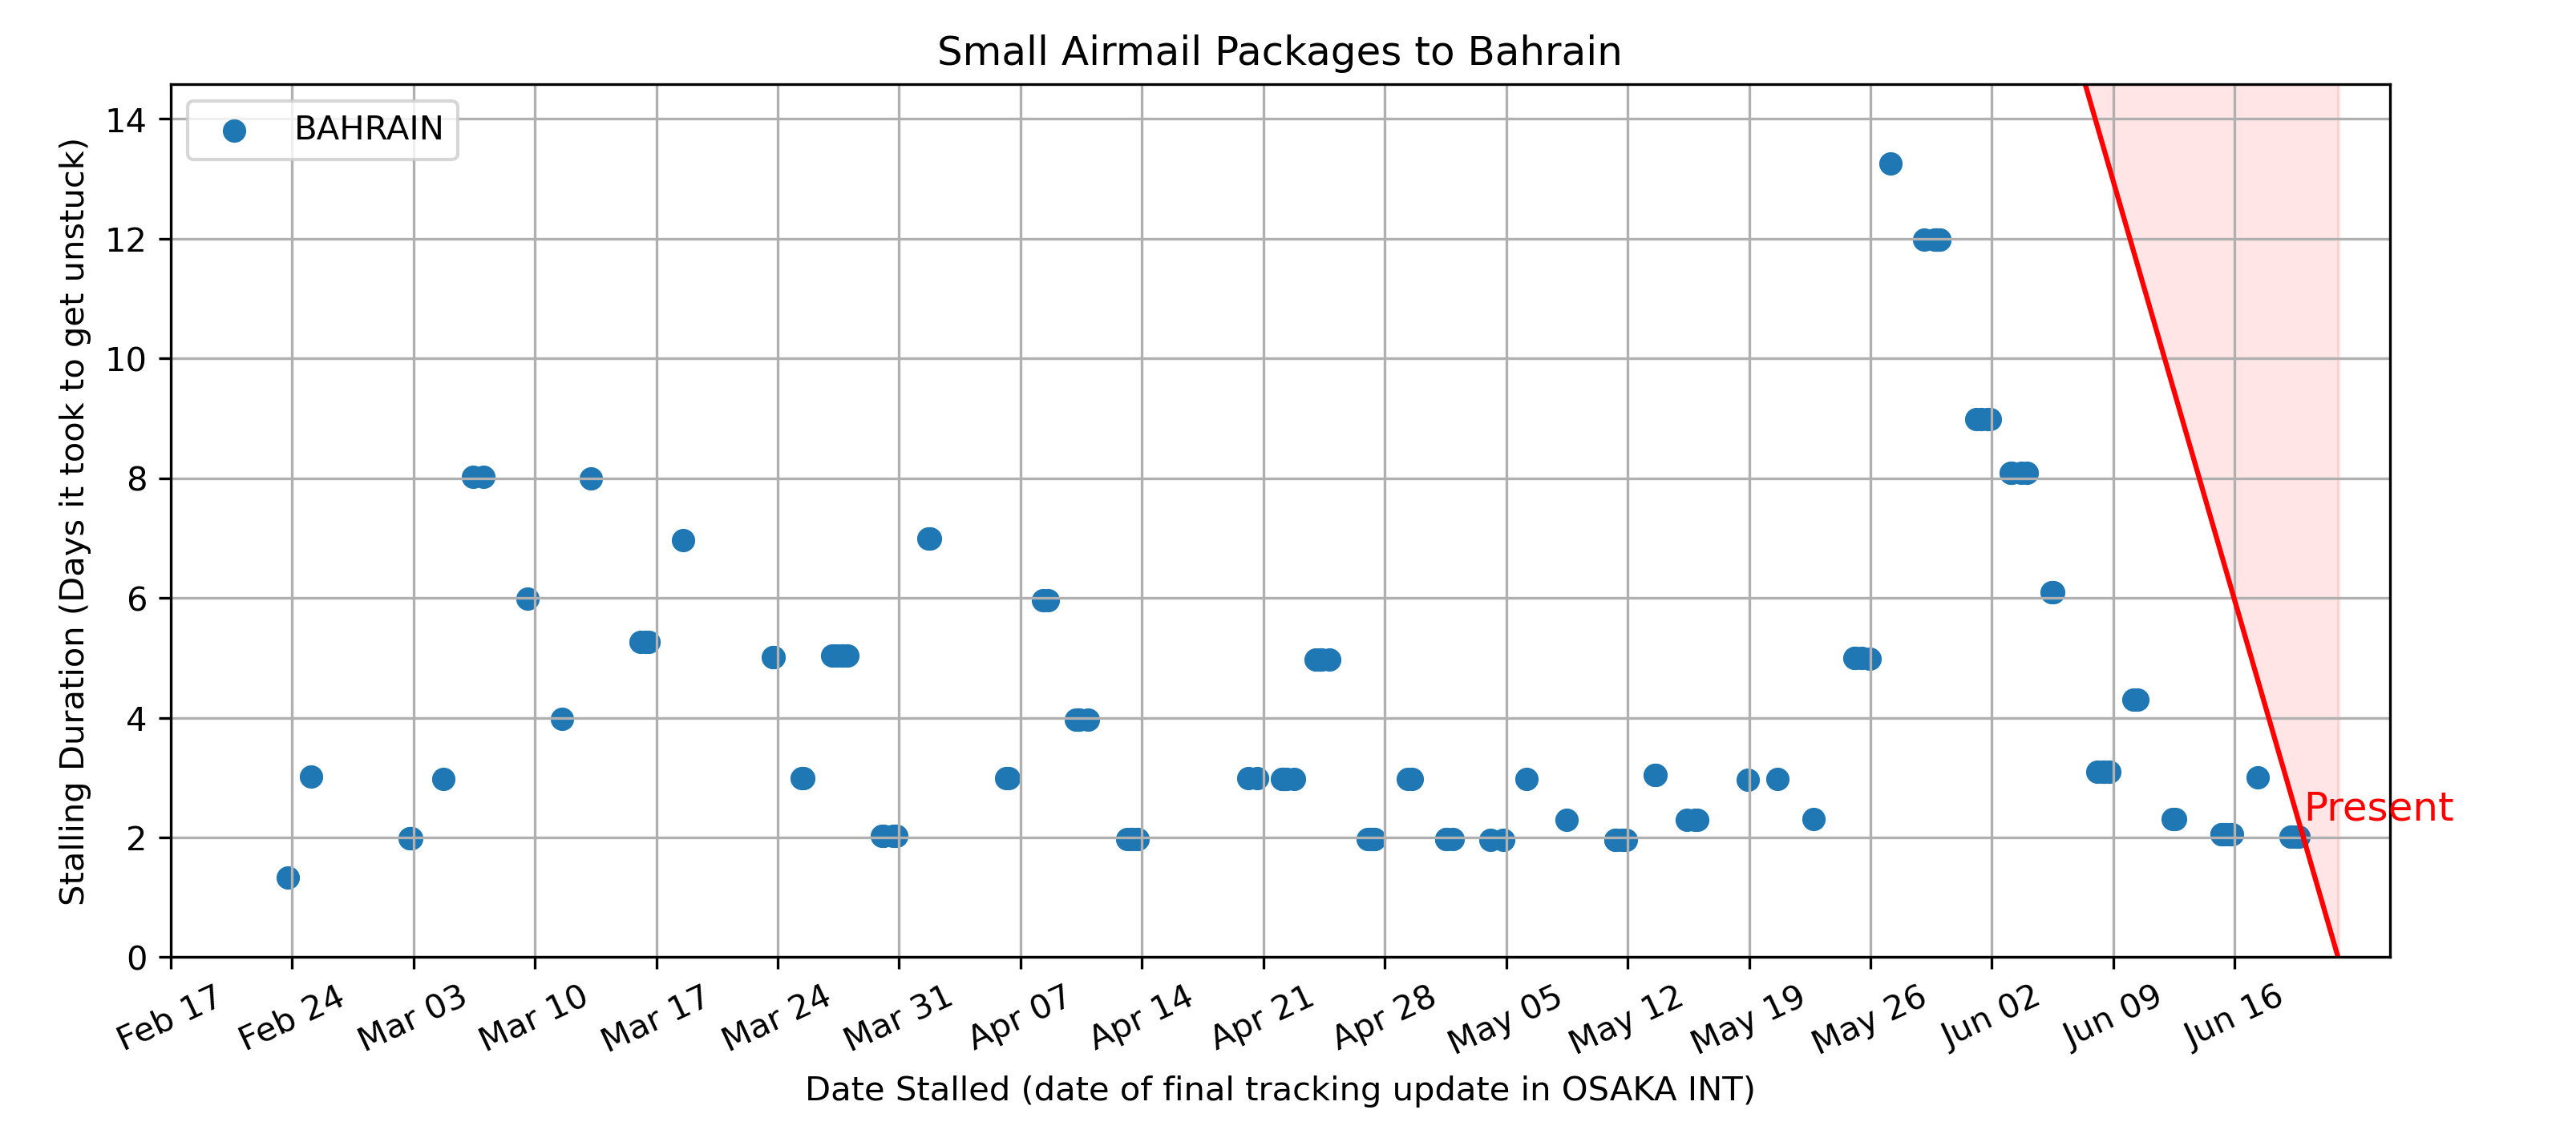 Small Airmail Packages to Bahrain
BAHRAIN
Stalling Duration (Days it took to get unstuck)
14
12
10
8
6
4
2
0
Present
Feb 17
Feb 24
Mar 03
Mar 10
Mar 17
Mar 24
Mar 31
Apr 07
Apr 14
Apr 21
Apr 28
May 05
May 12
May 19
May 26
Jun 02
Jun 09
Jun 16
Date Stalled (date of final tracking update in OSAKA INT)